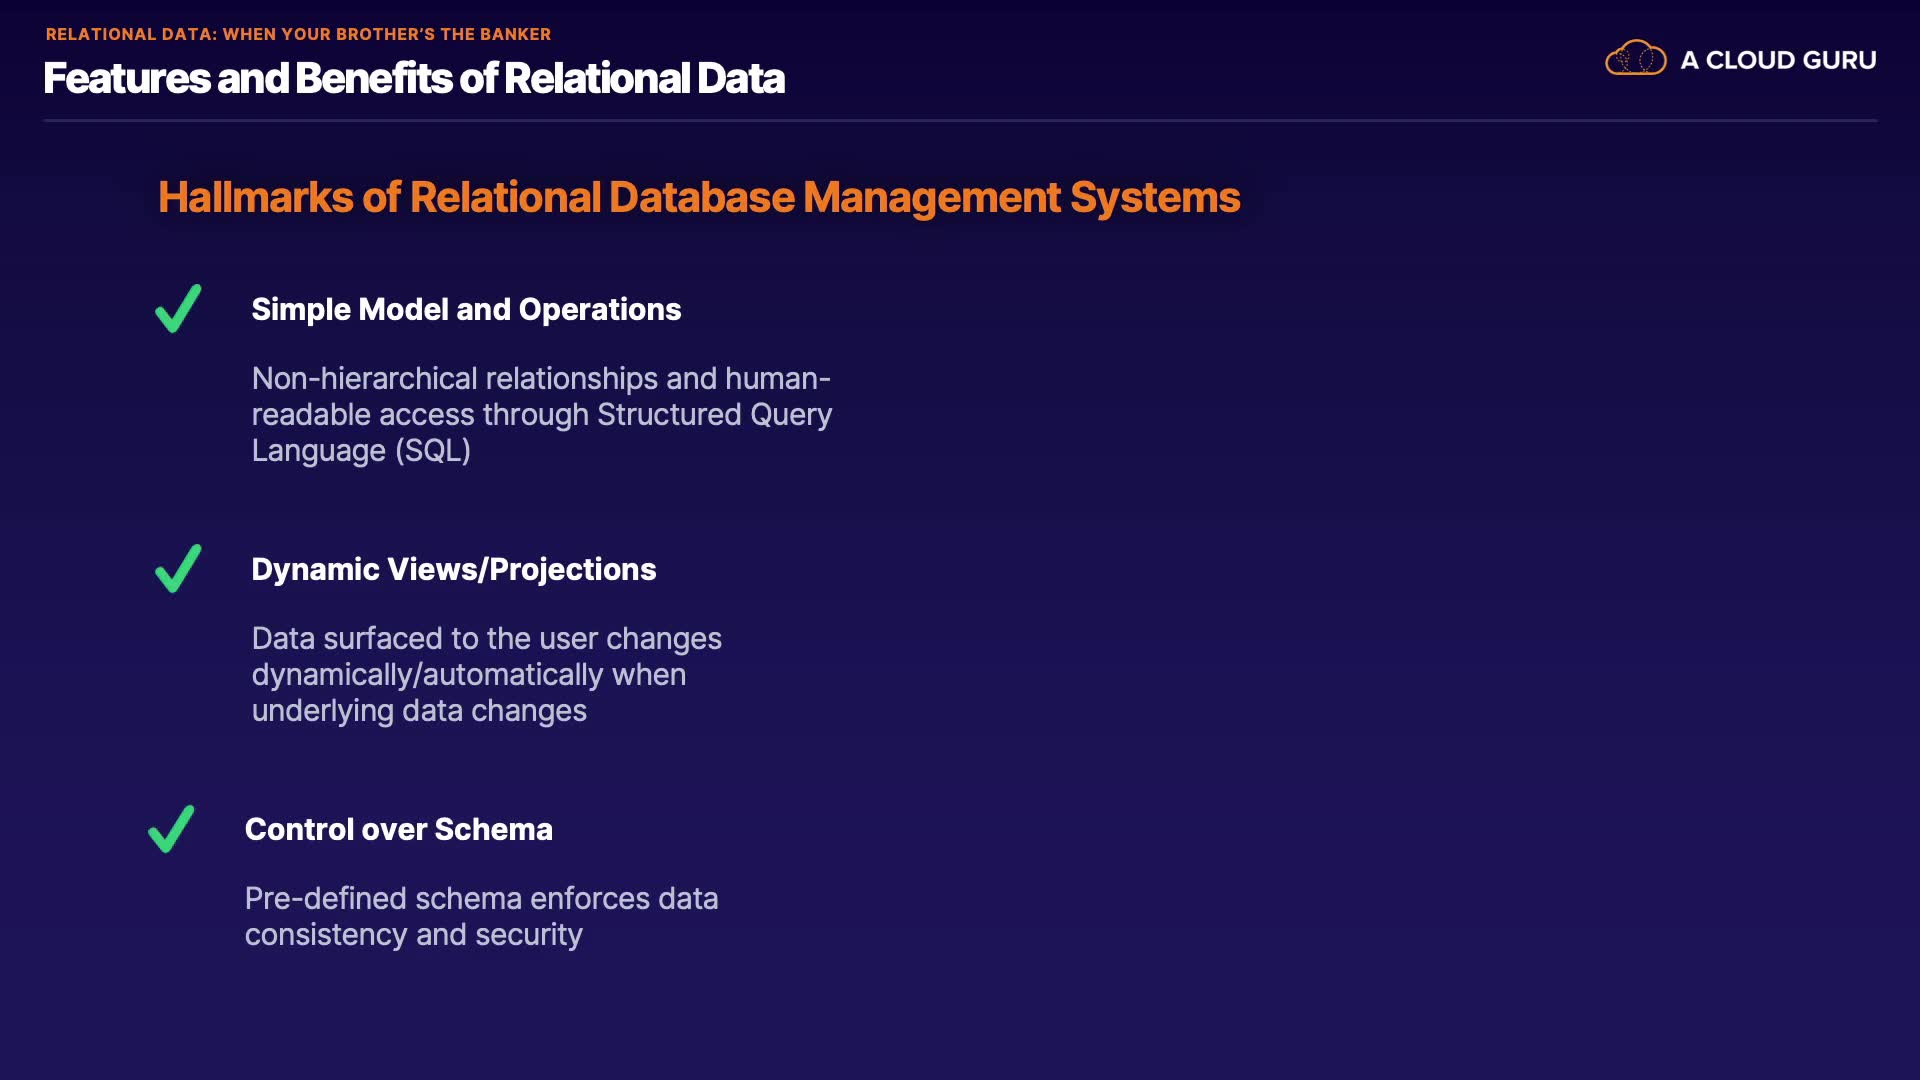 RELATIONAL DATA: WHEN YOUR BROTHER’S THE BANKER
Features and Benefits of Relational Data
A CLOUD GURU
Hallmarks of Relational Database Management Systems
Simple Model and Operations
Non-hierarchical relationships and human-
readable access through Structured Query
Language (SQL)
Dynamic Views/Projections
Data surfaced to the user changes
dynamically/automatically when
underlying data changes
Control over Schema
Pre-defined schema enforces data
consistency and security